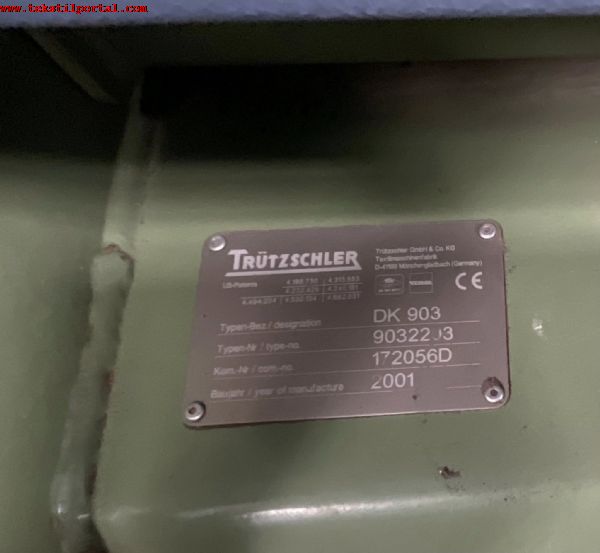 www.tekstilportal.com
TRÜTZSCHLER
Trützschler GmbH & Co. KG
Textilmaschinenfabrik
D-41199 Mönchengladbach (Germany)
US-Patents
CE
Typen-Bez / designation DK 903
Typen-Nr / type-no.
Kom.-Nr / com.-no. 172056D
Baujahr / year of manufacture 2001